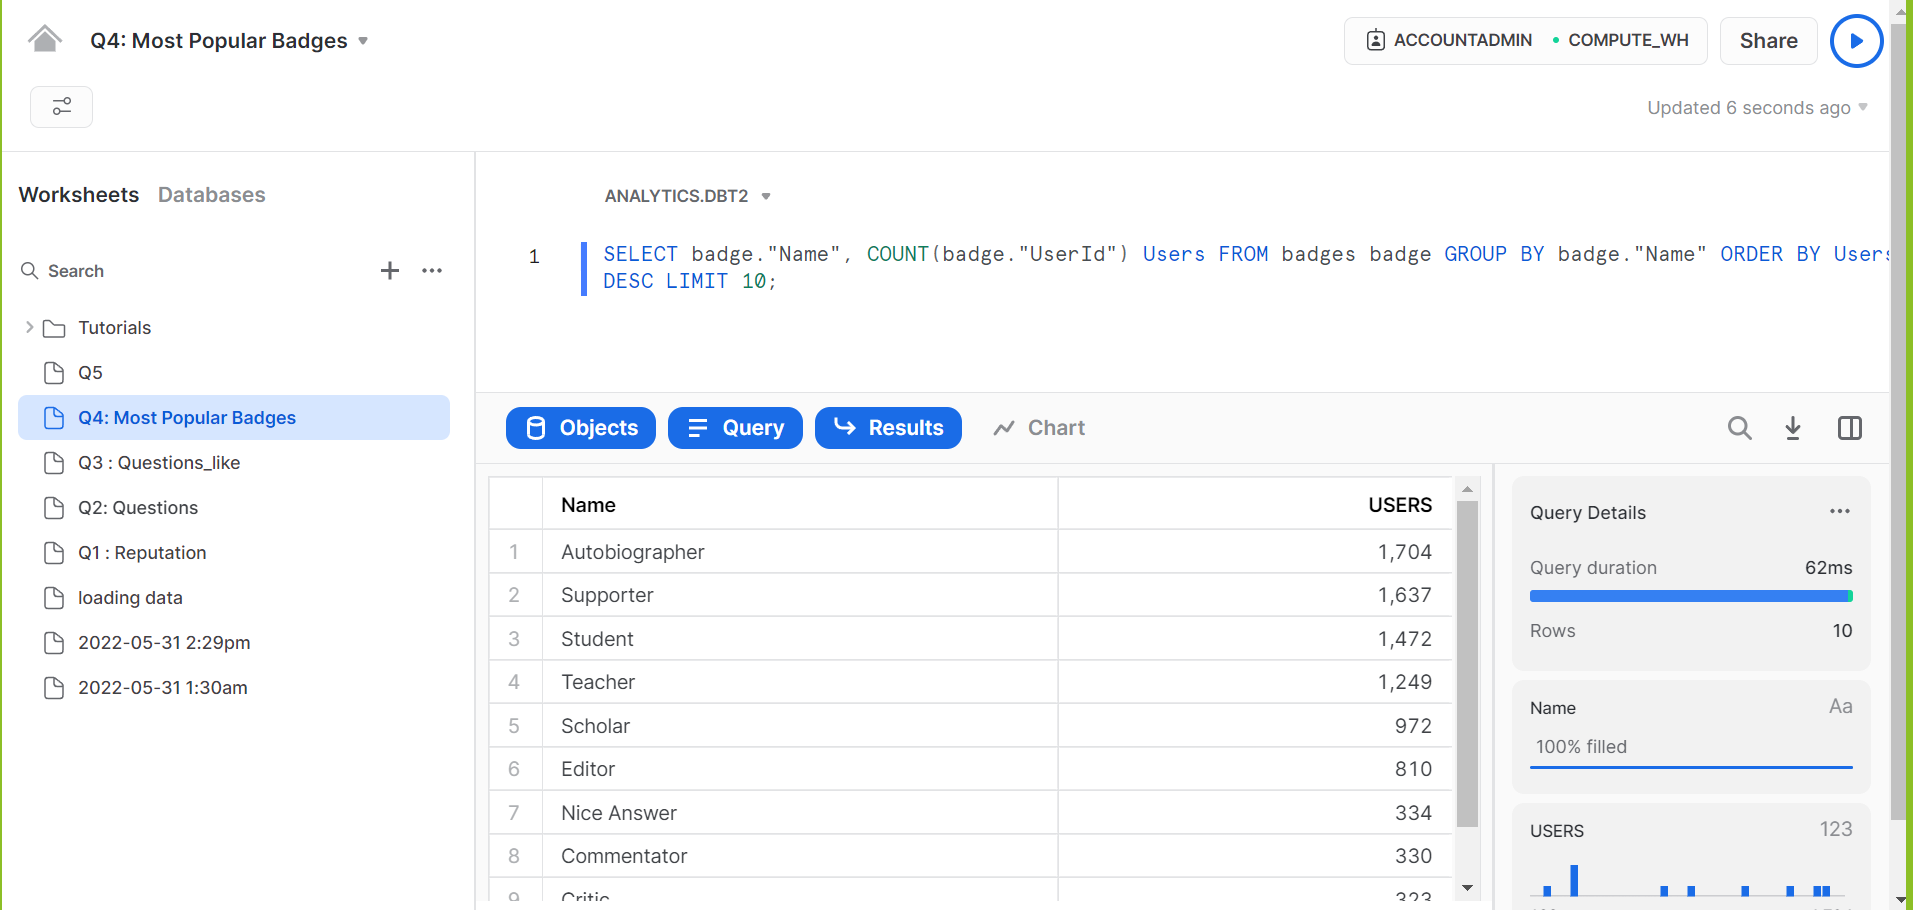 Q4: Most Popular Badges
ACCOUNTADMIN
COMPUTE_WH
Share
Updated 6 seconds ago
Worksheets Databases
Search
Tutorials
Q5
Q4: Most Popular Badges
Q3 : Questions_like
Q2: Questions
Q1 : Reputation
loading data
2022-05-31 2:29pm
2022-05-31 1:30am
ANALYTICS.DBT2
1 SELECT badge."Name", COUNT(badge."UserId") Users FROM badges badge GROUP BY badge."Name" ORDER BY Users
DESC LIMIT 10;
Objects Query Results Chart
Name USERS
1 Autobiographer 1,704
2 Supporter 1,637
3 Student 1,472
4 Teacher 1,249
5 Scholar 972
6 Editor 810
7 Nice Answer 334
8 Commentator 330
9 Critic 323
Query Details
Query duration 62ms
Rows 10
Name Aa
100% filled
USERS 123